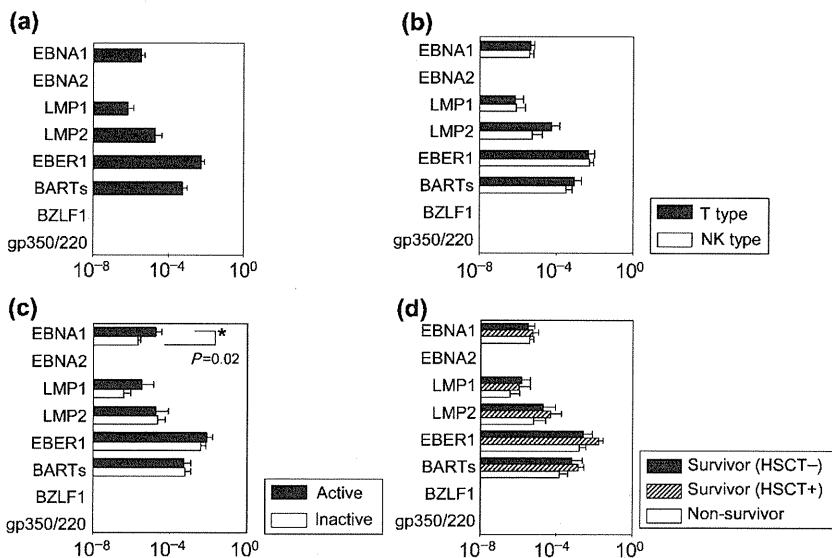 (a)
EBNA1
EBNA2
LMP1
LMP2
EBER1
BARTs
BZLF1
gp350/220
10⁻⁸ 10⁻⁴ 10⁰
(b)
EBNA1
EBNA2
LMP1
LMP2
EBER1
BARTs
BZLF1
gp350/220
10⁻⁸ 10⁻⁴ 10⁰
T type
NK type
(c)
EBNA1
EBNA2
LMP1
LMP2
EBER1
BARTs
BZLF1
gp350/220
10⁻⁸ 10⁻⁴ 10⁰
*
P=0.02
Active
Inactive
(d)
EBNA1
EBNA2
LMP1
LMP2
EBER1
BARTs
BZLF1
gp350/220
10⁻⁸ 10⁻⁴ 10⁰
Survivor (HSCT−)
Survivor (HSCT+)
Non-survivor